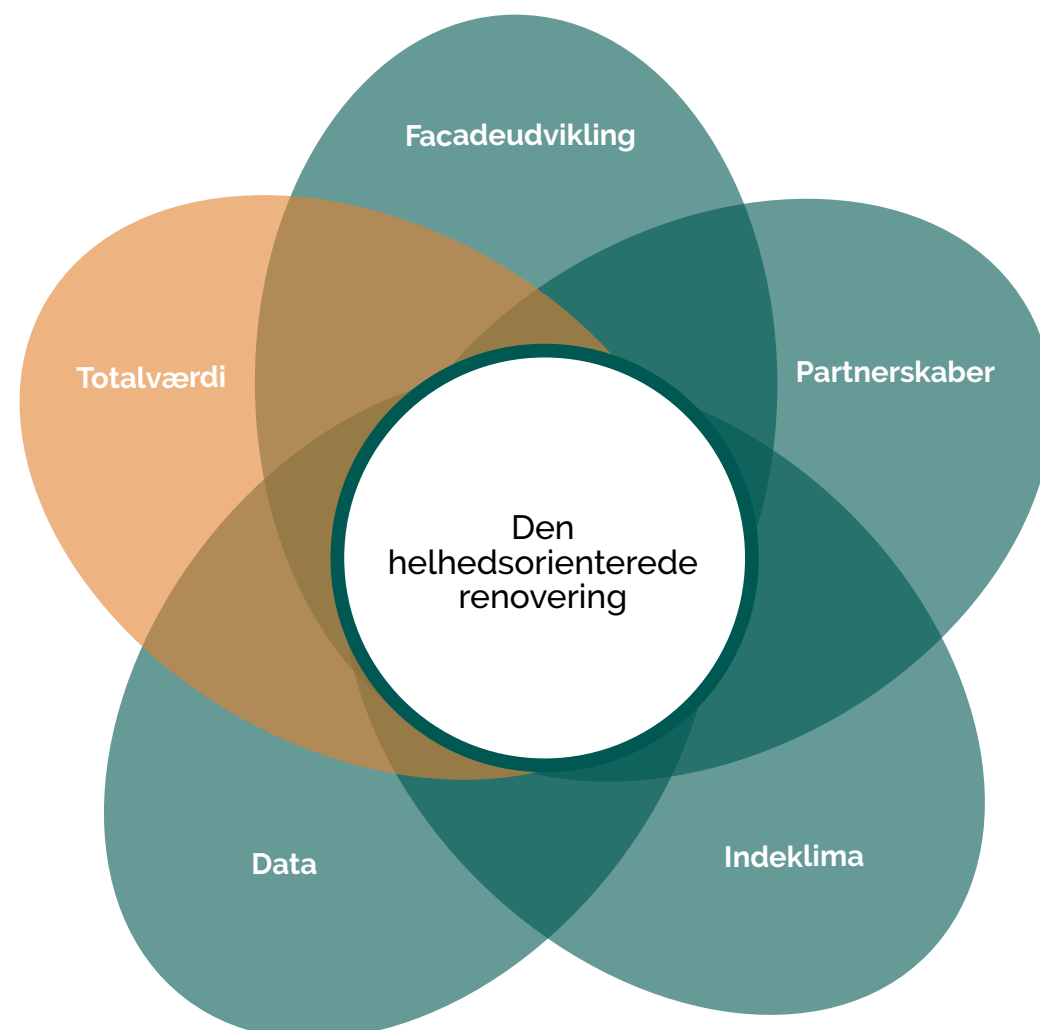 Facadeudvikling
Totalværdi
Partnerskaber
Den
helhedsorienterede
renovering
Data
Indeklima